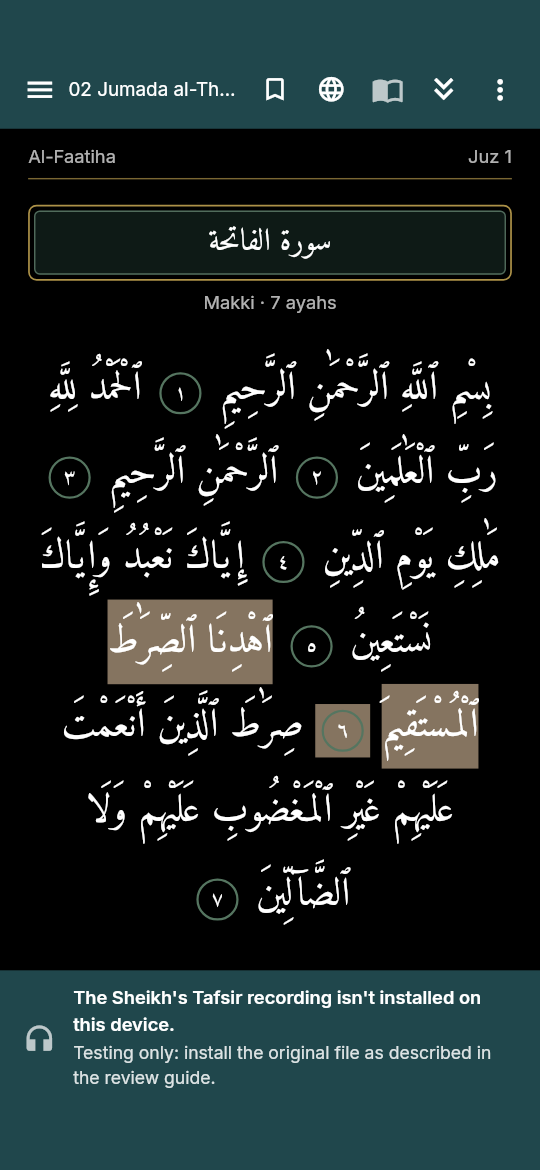 02 Jumada al-Th...
Al-Faatiha
Juz 1
سورة الفاتحة
Makki · 7 ayahs
بِسْمِ ٱللَّهِ ٱلرَّحْمَٰنِ ٱلرَّحِيمِ ١ ٱلْحَمْدُ لِلَّهِ
رَبِّ ٱلْعَٰلَمِينَ ٢ ٱلرَّحْمَٰنِ ٱلرَّحِيمِ ٣
مَٰلِكِ يَوْمِ ٱلدِّينِ ٤ إِيَّاكَ نَعْبُدُ وَإِيَّاكَ
نَسْتَعِينُ ٥ ٱهْدِنَا ٱلصِّرَٰطَ
ٱلْمُسْتَقِيمَ ٦ صِرَٰطَ ٱلَّذِينَ أَنْعَمْتَ
عَلَيْهِمْ غَيْرِ ٱلْمَغْضُوبِ عَلَيْهِمْ وَلَا
ٱلضَّآلِّينَ ٧
The Sheikh's Tafsir recording isn't installed on
this device.
Testing only: install the original file as described in
the review guide.